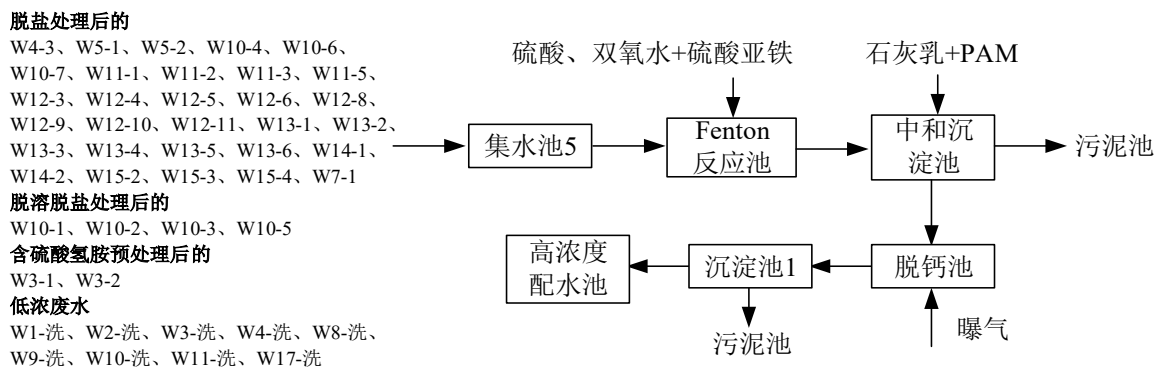 脱盐处理后的
W4-3、W5-1、W5-2、W10-4、W10-6、
W10-7、W11-1、W11-2、W11-3、W11-5、
W12-3、W12-4、W12-5、W12-6、W12-8、
W12-9、W12-10、W12-11、W13-1、W13-2、
W13-3、W13-4、W13-5、W13-6、W14-1、
W14-2、W15-2、W15-3、W15-4、W7-1
脱溶脱盐处理后的
W10-1、W10-2、W10-3、W10-5
含硫酸氢胺预处理后的
W3-1、W3-2
低浓废水
W1-洗、W2-洗、W3-洗、W4-洗、W8-洗、
W9-洗、W10-洗、W11-洗、W17-洗
硫酸、双氧水+硫酸亚铁
石灰乳+PAM
集水池5
Fenton
反应池
中和沉
淀池
污泥池
高浓度
配水池
沉淀池1
脱钙池
污泥池
曝气